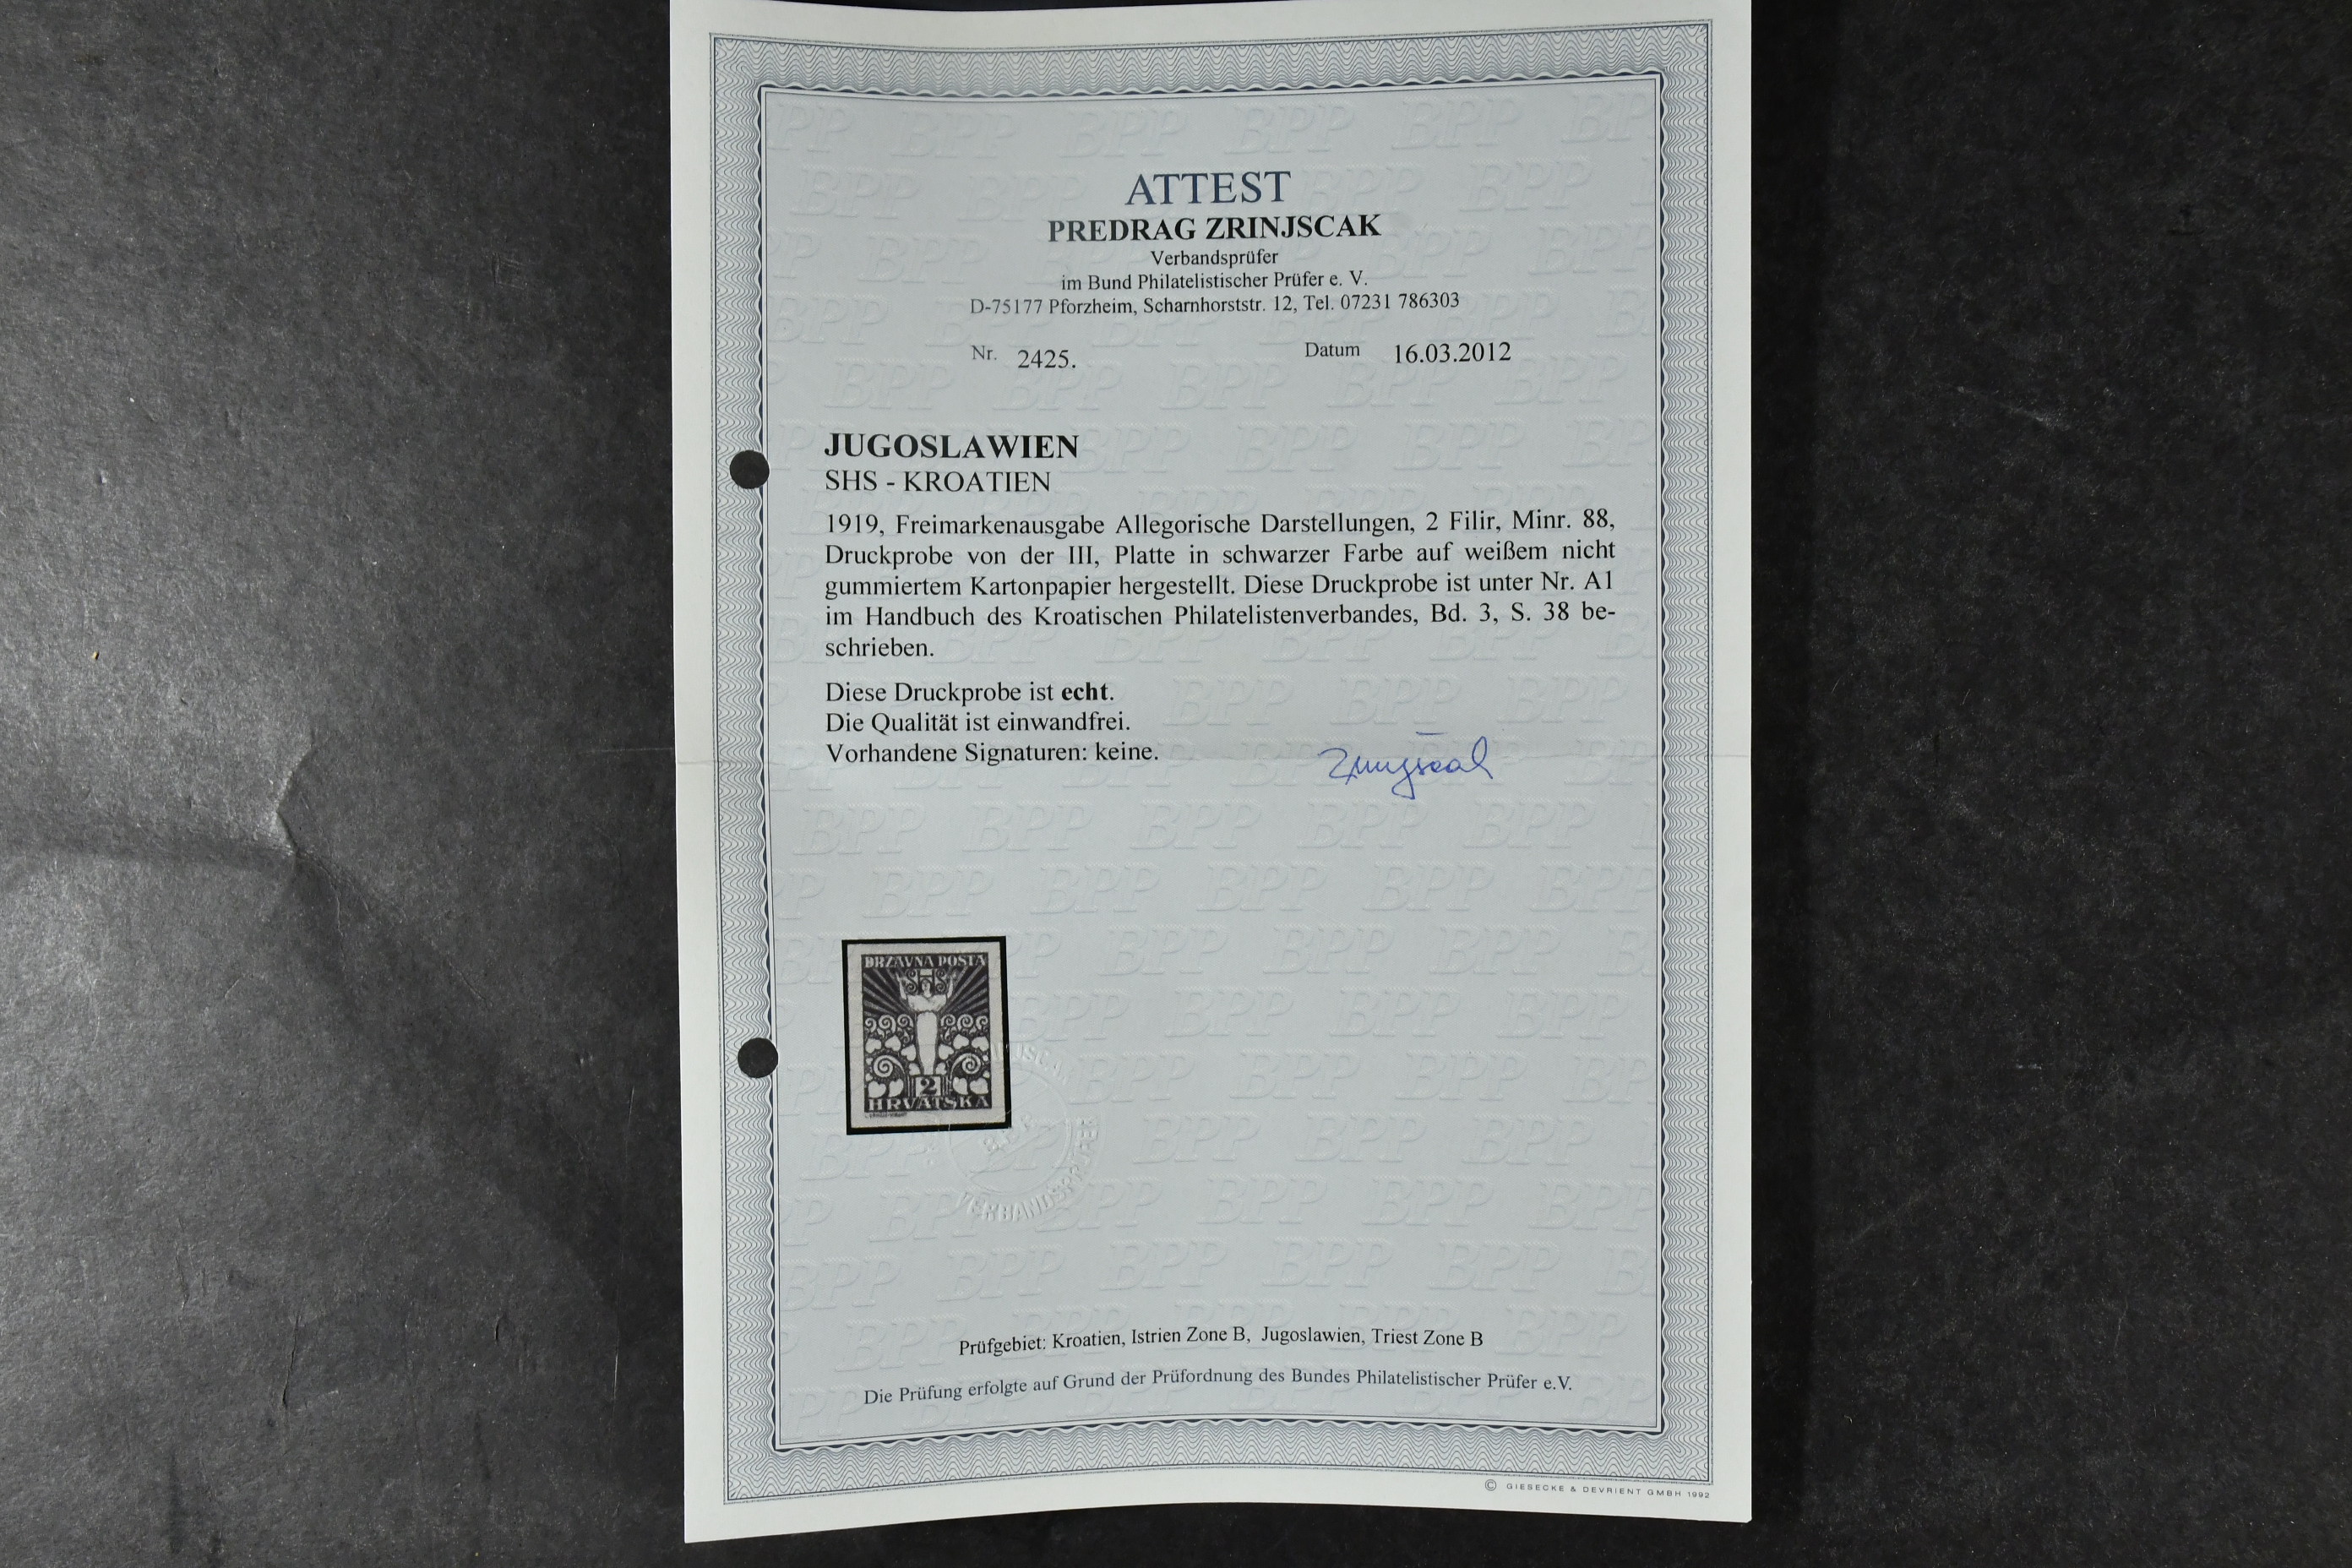 ATTEST
PREDRAG ZRINJSCAK
Verbandsprüfer
im Bund Philatelistischer Prüfer e. V.
D-75177 Pforzheim, Scharnhorststr. 12, Tel. 07231 786303
Nr. 2425. Datum 16.03.2012
JUGOSLAWIEN
SHS - KROATIEN
1919, Freimarkenausgabe Allegorische Darstellungen, 2 Filir, Minr. 88,
Druckprobe von der III, Platte in schwarzer Farbe auf weißem nicht
gummiertem Kartonpapier hergestellt. Diese Druckprobe ist unter Nr. A1
im Handbuch des Kroatischen Philatelistenverbandes, Bd. 3, S. 38 be-
schrieben.
Diese Druckprobe ist echt.
Die Qualität ist einwandfrei.
Vorhandene Signaturen: keine.
DRZAVNA POSTA
2
HRVATSKA
VERBANDSPRÜFER
Prüfgebiet: Kroatien, Istrien Zone B, Jugoslawien, Triest Zone B
Die Prüfung erfolgte auf Grund der Prüfordnung des Bundes Philatelistischer Prüfer e.V.
© GIESECKE & DEVRIENT GMBH 1992